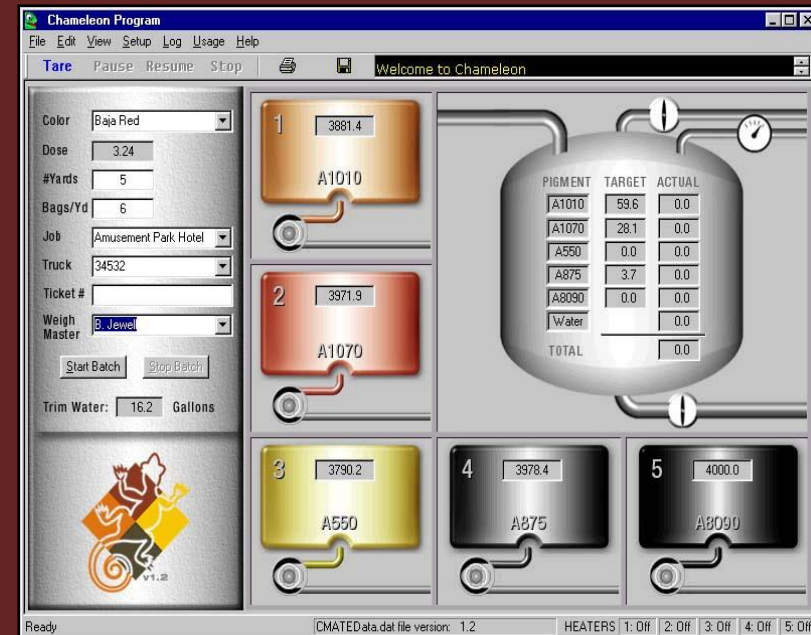 Chameleon Program
File Edit View Setup Log Usage Help
Tare Pause Resume Stop Welcome to Chameleon
Color Baja Red
Dose 3.24
#Yards 5
Bags/Yd 6
Job Amusement Park Hotel
Truck 34532
Ticket #
Weigh Master B. Jewell
Start Batch Stop Batch
Trim Water: 16.2 Gallons
v1.2
1 3881.4
A1010
2 3971.9
A1070
3 3790.2
A550
4 3978.4
A875
5 4000.0
A8090
PIGMENT TARGET ACTUAL
A1010 59.6 0.0
A1070 28.1 0.0
A550 0.0 0.0
A875 3.7 0.0
A8090 0.0 0.0
Water 0.0
TOTAL 0.0
Ready CMATEData.dat file version: 1.2 HEATERS 1: Off 2: Off 3: Off 4: Off 5: Off